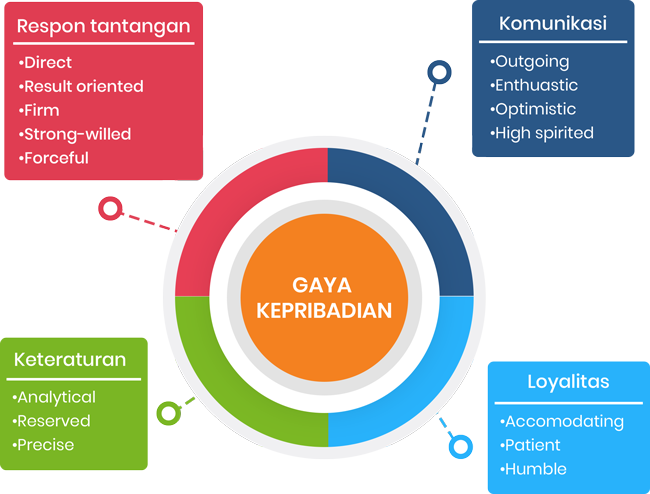 Respon tantangan
•Direct
•Result oriented
•Firm
•Strong-willed
•Forceful
Komunikasi
•Outgoing
•Enthuastic
•Optimistic
•High spirited
GAYA
KEPRIBADIAN
Keteraturan
•Analytical
•Reserved
•Precise
Loyalitas
•Accomodating
•Patient
•Humble